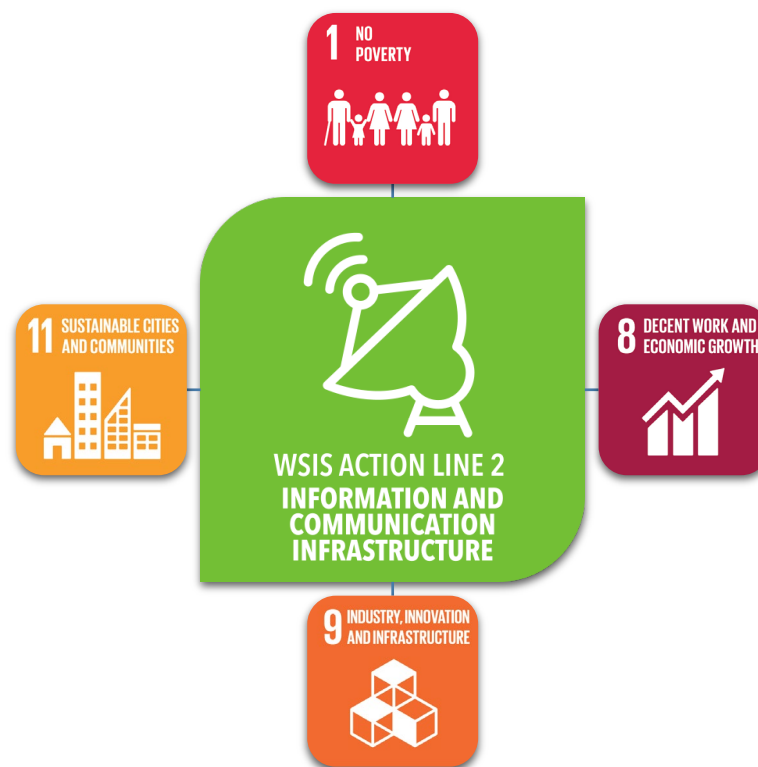 1 NO
POVERTY
11 SUSTAINABLE CITIES
AND COMMUNITIES
8 DECENT WORK AND
ECONOMIC GROWTH
WSIS ACTION LINE 2
INFORMATION AND
COMMUNICATION
INFRASTRUCTURE
9 INDUSTRY, INNOVATION
AND INFRASTRUCTURE